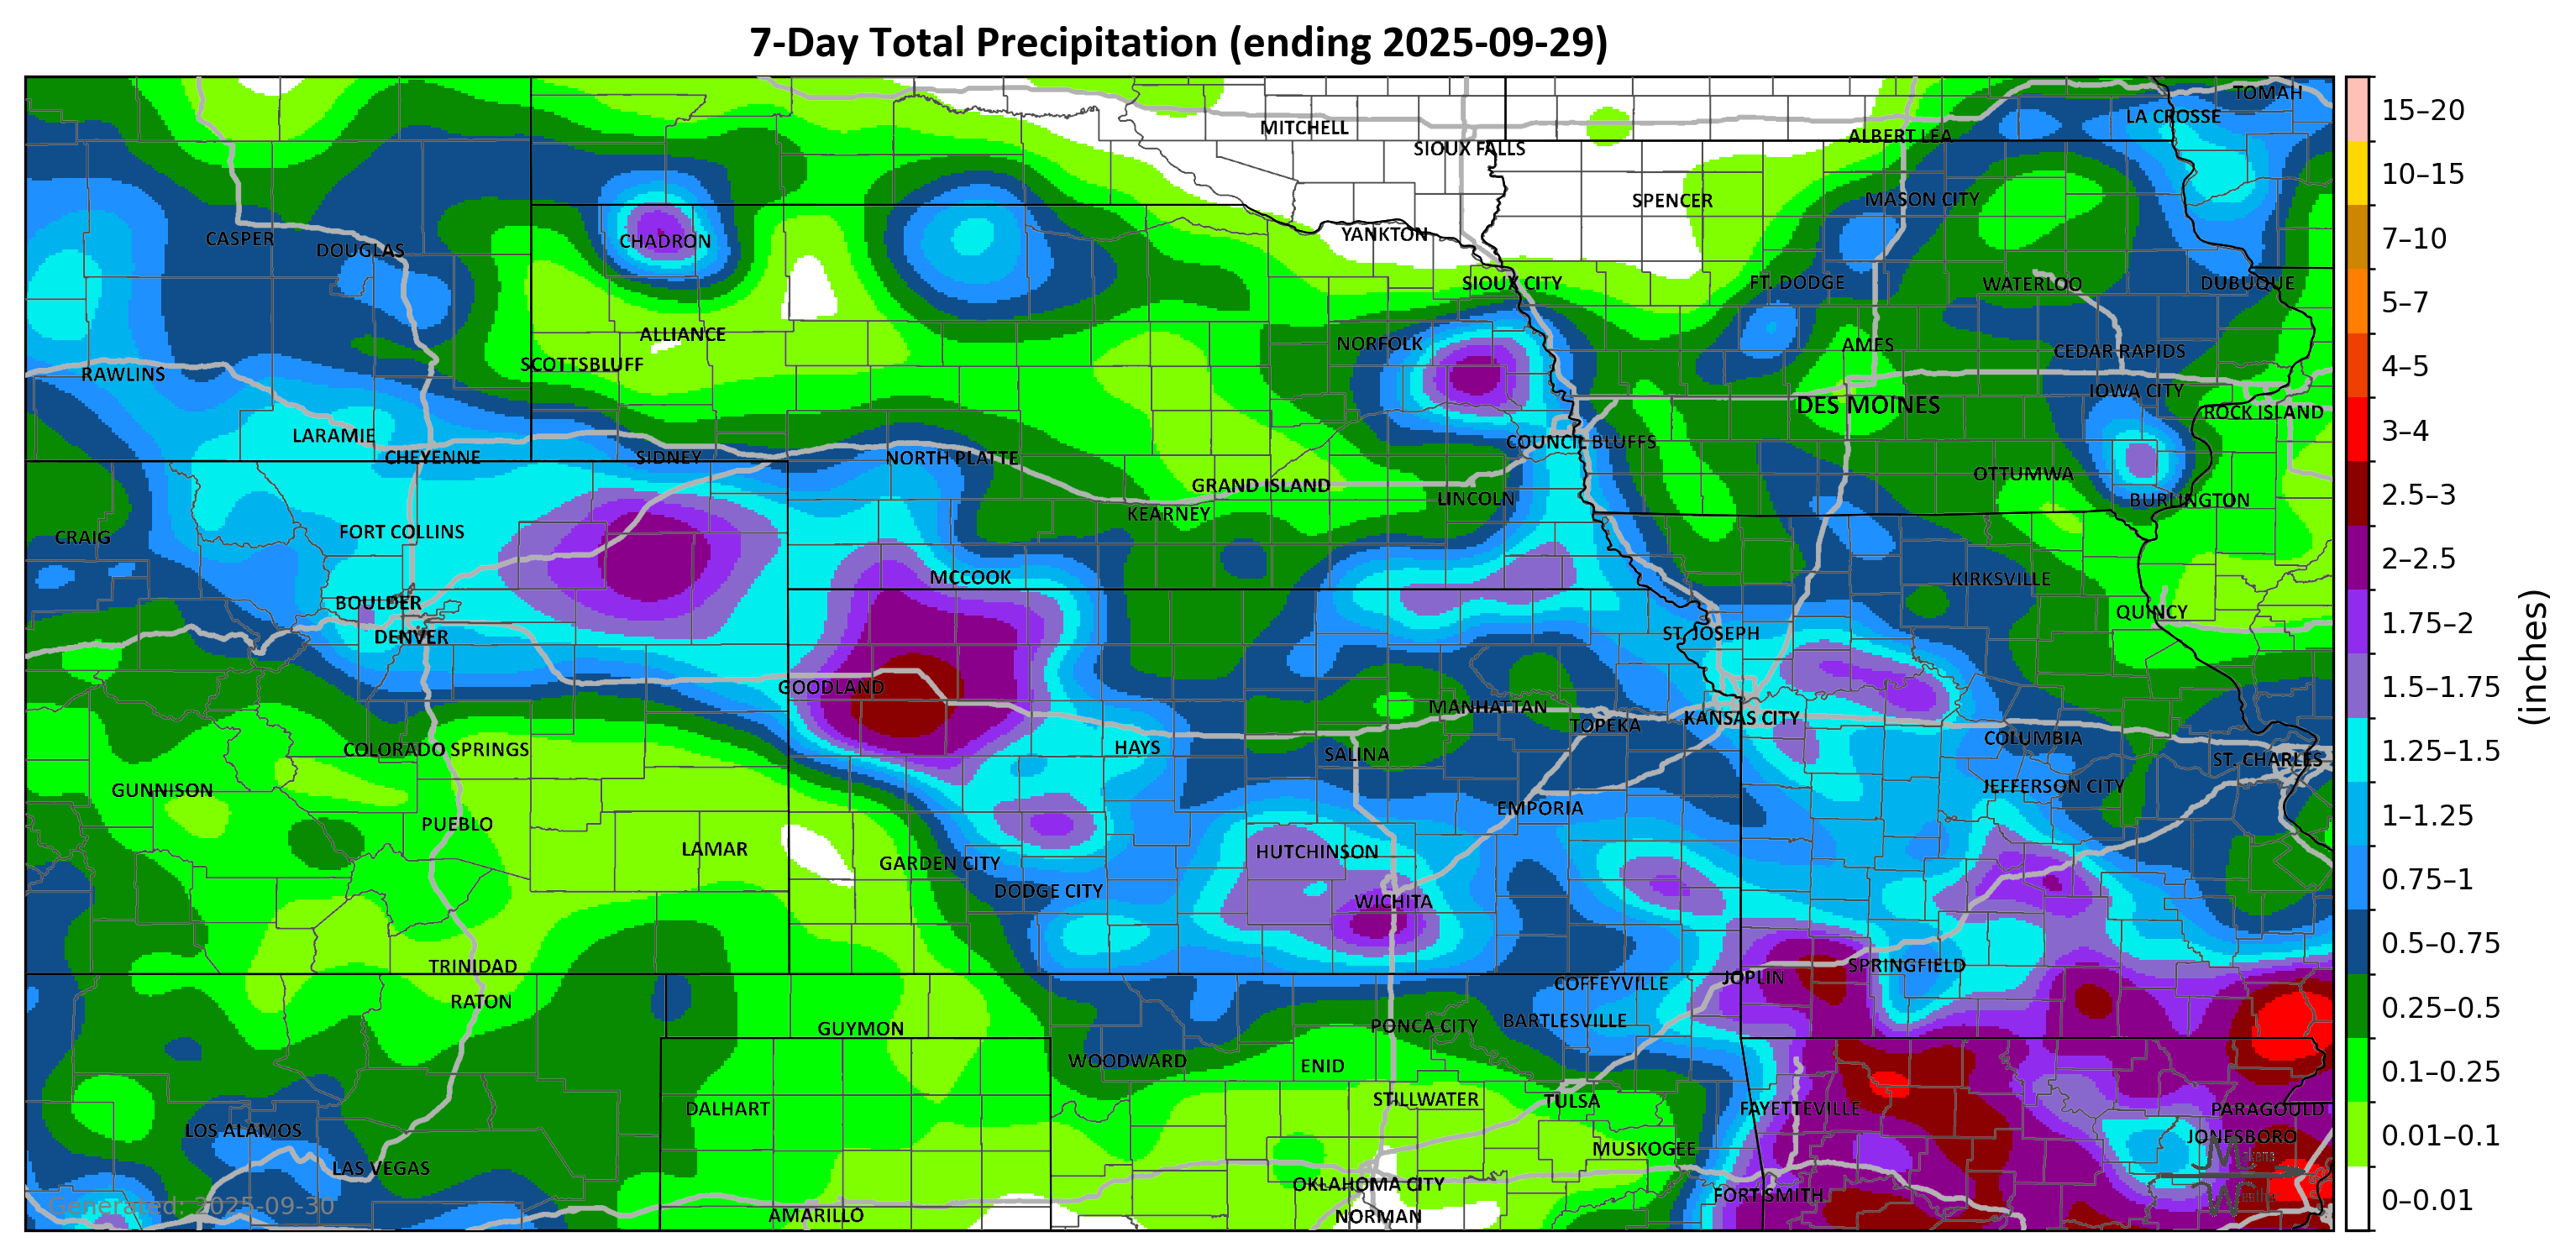 7-Day Total Precipitation (ending 2025-09-29)
TOMAH
LA CROSSE
MITCHELL
ALBERT LEA
SIOUX FALLS
SPENCER
MASON CITY
YANKTON
CASPER
CHADRON
DOUGLAS
SIOUX CITY
FT. DODGE
WATERLOO
DUBUQUE
ALLIANCE
NORFOLK
AMES
CEDAR RAPIDS
SCOTTSBLUFF
RAWLINS
IOWA CITY
DES MOINES
ROCK ISLAND
LARAMIE
COUNCIL BLUFFS
CHEYENNE
SIDNEY
NORTH PLATTE
OTTUMWA
GRAND ISLAND
LINCOLN
BURLINGTON
KEARNEY
FORT COLLINS
CRAIG
MCCOOK
KIRKSVILLE
BOULDER
QUINCY
DENVER
ST. JOSEPH
GOODLAND
MANHATTAN
KANSAS CITY
TOPEKA
COLUMBIA
COLORADO SPRINGS
HAYS
SALINA
ST. CHARLES
GUNNISON
JEFFERSON CITY
EMPORIA
PUEBLO
LAMAR
HUTCHINSON
GARDEN CITY
DODGE CITY
WICHITA
TRINIDAD
SPRINGFIELD
JOPLIN
COFFEYVILLE
RATON
GUYMON
PONCA CITY
BARTLESVILLE
WOODWARD
ENID
STILLWATER
TULSA
DALHART
FAYETTEVILLE
PARAGOULD
LOS ALAMOS
JONESBORO
MUSKOGEE
LAS VEGAS
OKLAHOMA CITY
FORT SMITH
AMARILLO
NORMAN
Generated: 2025-09-30
15–20
10–15
7–10
5–7
4–5
3–4
2.5–3
2–2.5
1.75–2
1.5–1.75
1.25–1.5
1–1.25
0.75–1
0.5–0.75
0.25–0.5
0.1–0.25
0.01–0.1
0–0.01
(inches)